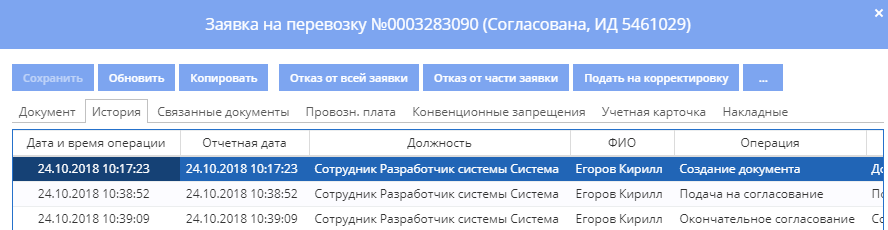 Заявка на перевозку №0003283090 (Согласована, ИД 5461029)
Сохранить Обновить Копировать Отказ от всей заявки Отказ от части заявки Подать на корректировку ...
Документ История Связанные документы Провозн. плата Конвенционные запрещения Учетная карточка Накладные
Дата и время операции Отчетная дата Должность ФИО Операция
24.10.2018 10:17:23 24.10.2018 10:17:23 Сотрудник Разработчик системы Система Егоров Кирилл Создание документа
24.10.2018 10:38:52 24.10.2018 10:38:52 Сотрудник Разработчик системы Система Егоров Кирилл Подача на согласование
24.10.2018 10:39:09 24.10.2018 10:39:09 Сотрудник Разработчик системы Система Егоров Кирилл Окончательное согласование